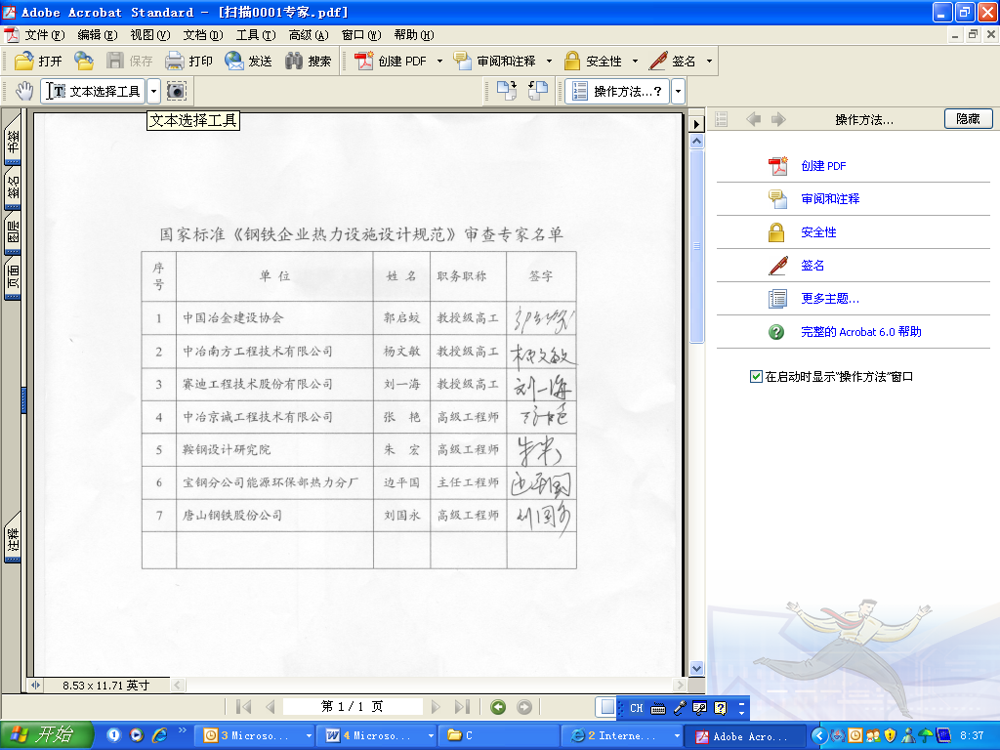 Adobe Acrobat Standard - [扫描0001专家.pdf]
文件(F) 编辑(E) 视图(V) 文档(D) 工具(T) 高级(A) 窗口(W) 帮助(H)
打开 保存 打印 发送 搜索 创建 PDF 审阅和注释 安全性 签名
文本选择工具 操作方法...?
文本选择工具
操作方法... 隐藏
书签
签名
图层
页面
注释
国家标准《钢铁企业热力设施设计规范》审查专家名单
序号 单 位 姓 名 职务职称 签字
1 中国冶金建设协会 郭启蛟 教授级高工
2 中冶南方工程技术有限公司 杨文敏 教授级高工 杨文敏
3 赛迪工程技术股份有限公司 刘一海 教授级高工 刘一海
4 中冶京诚工程技术有限公司 张 艳 高级工程师
5 鞍钢设计研究院 朱 宏 高级工程师
6 宝钢分公司能源环保部热力分厂 边平国 主任工程师 边平国
7 唐山钢铁股份公司 刘国永 高级工程师 刘国永
创建 PDF
审阅和注释
安全性
签名
更多主题...
完整的 Acrobat 6.0 帮助
在启动时显示"操作方法"窗口
8.53 x 11.71 英寸
第 1 / 1 页
CH
开始 3 Microso... 4 Microso... C 2 Interne... Adobe Acro... 8:37